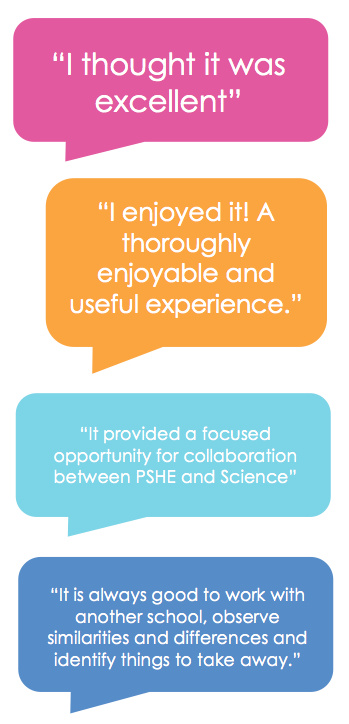 “I thought it was
excellent”
“I enjoyed it! A
thoroughly
enjoyable and
useful experience.”
“It provided a focused
opportunity for collaboration
between PSHE and Science”
“It is always good to work with
another school, observe
similarities and differences and
identify things to take away.”